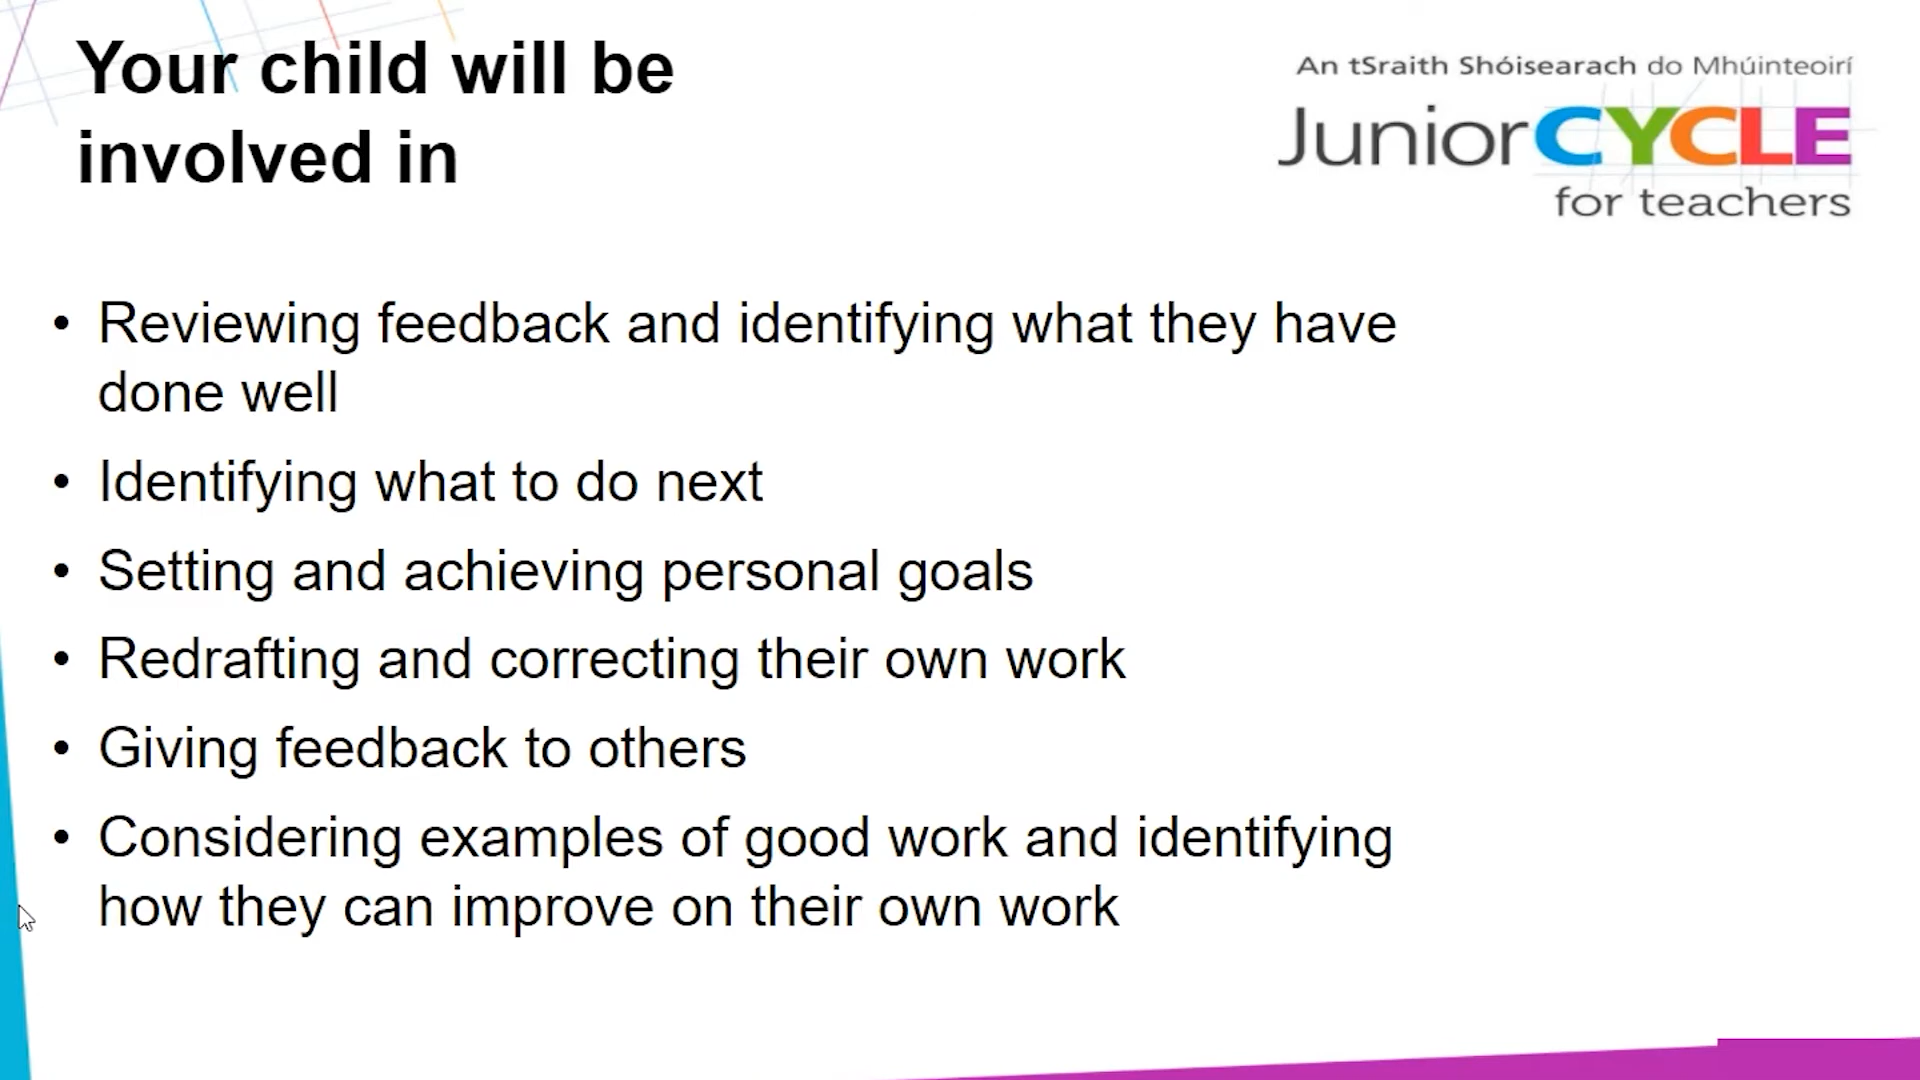 Your child will be
involved in
An tSraith Shóisearach do Mhúinteoirí
JuniorCYCLE
for teachers
• Reviewing feedback and identifying what they have
done well
• Identifying what to do next
• Setting and achieving personal goals
• Redrafting and correcting their own work
• Giving feedback to others
• Considering examples of good work and identifying
how they can improve on their own work